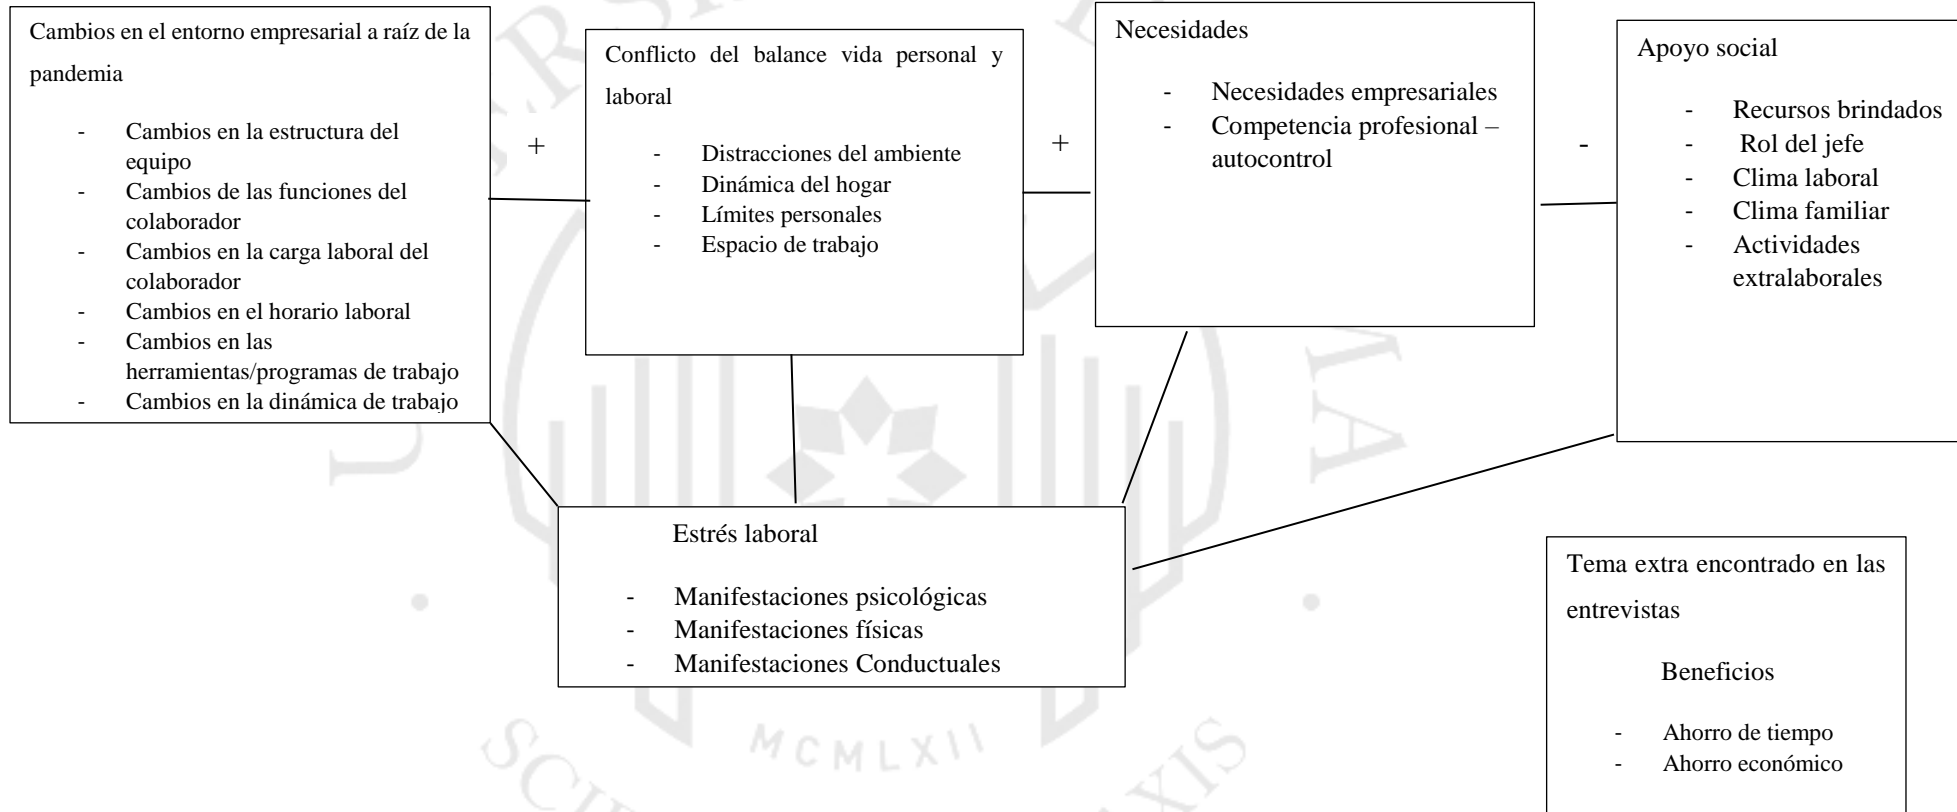 Cambios en el entorno empresarial a raíz de la
pandemia
- Cambios en la estructura del
equipo
- Cambios de las funciones del
colaborador
- Cambios en la carga laboral del
colaborador
- Cambios en el horario laboral
- Cambios en las
herramientas/programas de trabajo
- Cambios en la dinámica de trabajo
+
Conflicto del balance vida personal y
laboral
- Distracciones del ambiente
- Dinámica del hogar
- Límites personales
- Espacio de trabajo
+
Necesidades
- Necesidades empresariales
- Competencia profesional –
autocontrol
-
Apoyo social
- Recursos brindados
- Rol del jefe
- Clima laboral
- Clima familiar
- Actividades
extralaborales
Estrés laboral
- Manifestaciones psicológicas
- Manifestaciones físicas
- Manifestaciones Conductuales
Tema extra encontrado en las
entrevistas
Beneficios
- Ahorro de tiempo
- Ahorro económico
MCMLXII